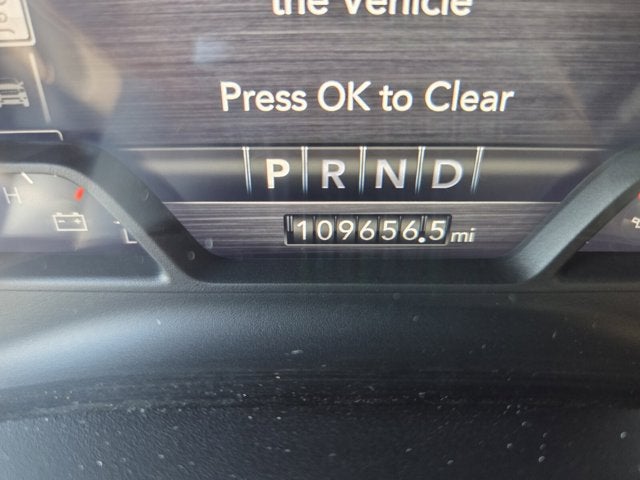 the Vehicle
Press OK to Clear
P R N D
H
109656.5 mi